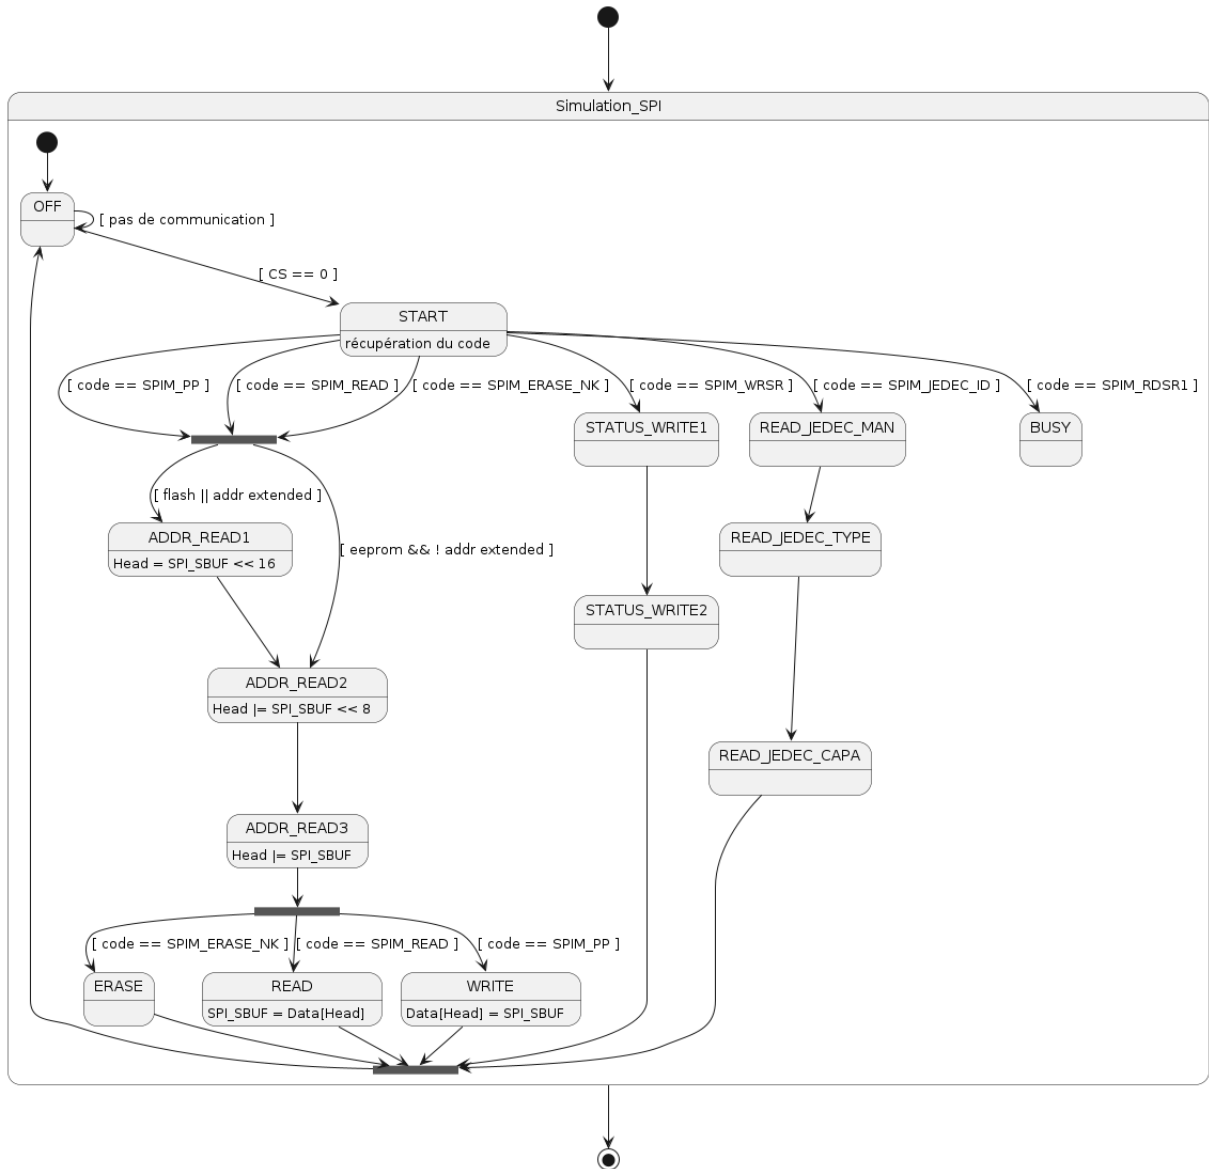 Simulation_SPI
OFF
[ pas de communication ]
[ CS == 0 ]
START
récupération du code
[ code == SPIM_PP ]
[ code == SPIM_READ ]
[ code == SPIM_ERASE_NK ]
[ code == SPIM_WRSR ]
[ code == SPIM_JEDEC_ID ]
[ code == SPIM_RDSR1 ]
STATUS_WRITE1
READ_JEDEC_MAN
BUSY
[ flash || addr extended ]
ADDR_READ1
Head = SPI_SBUF << 16
[ eeprom && ! addr extended ]
READ_JEDEC_TYPE
STATUS_WRITE2
ADDR_READ2
Head |= SPI_SBUF << 8
READ_JEDEC_CAPA
ADDR_READ3
Head |= SPI_SBUF
[ code == SPIM_ERASE_NK ]
[ code == SPIM_READ ]
[ code == SPIM_PP ]
ERASE
READ
SPI_SBUF = Data[Head]
WRITE
Data[Head] = SPI_SBUF